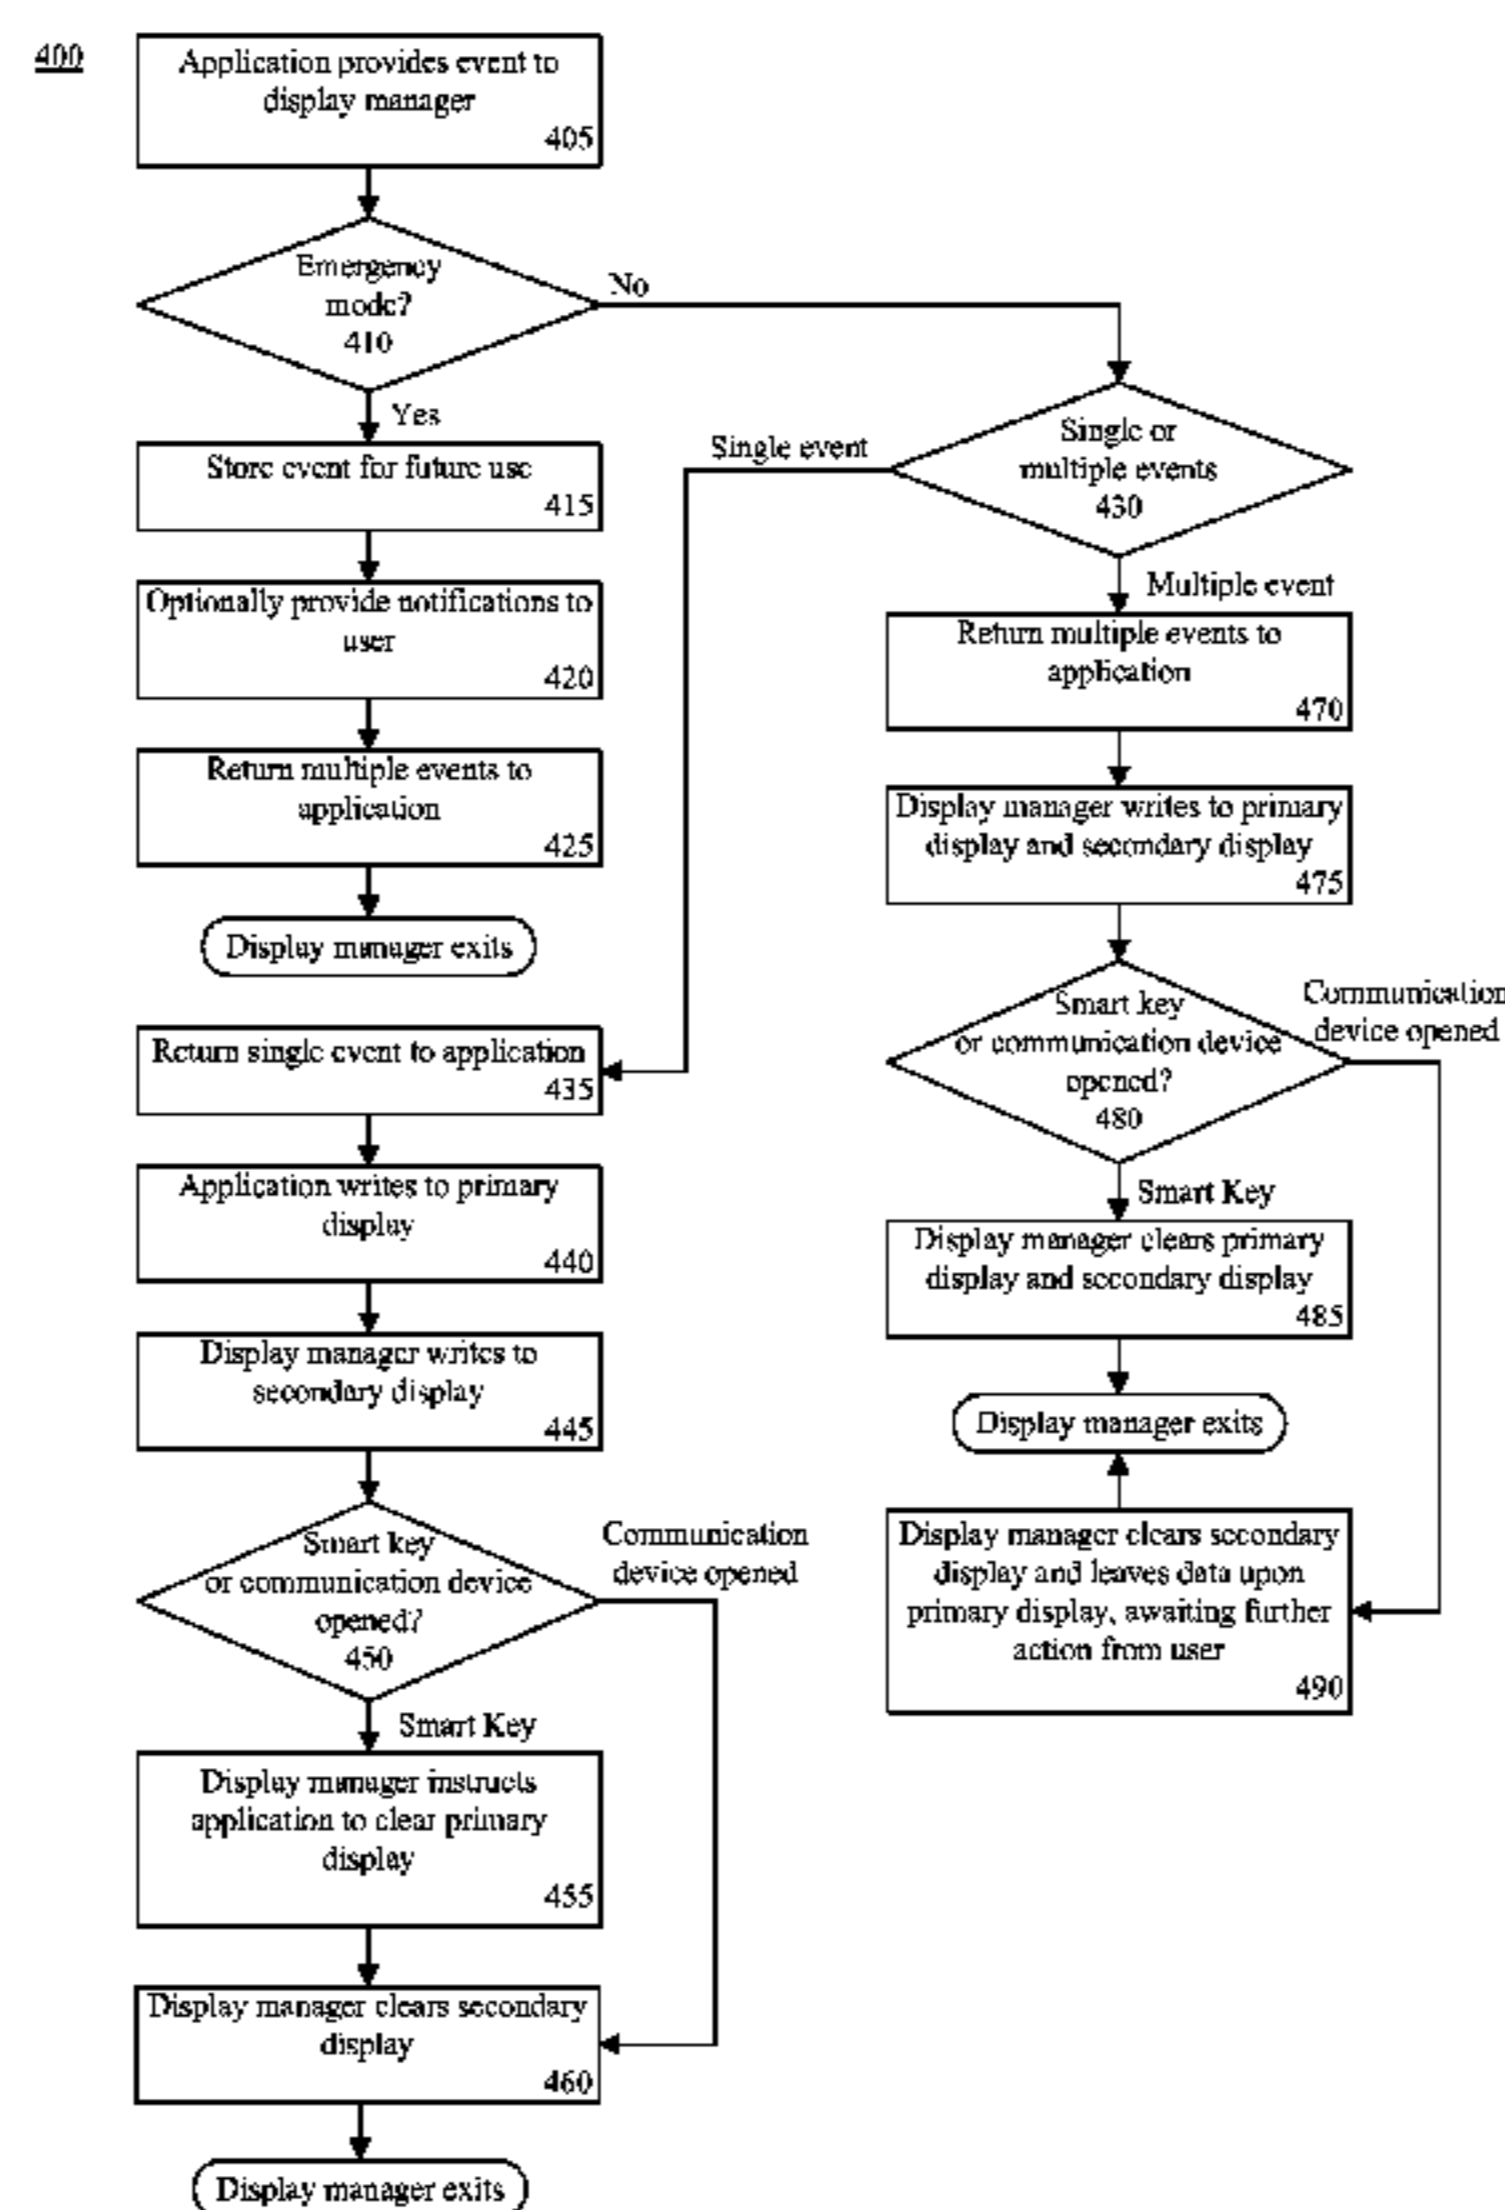 400
Application provides event to
display manager
405
Emergency
mode?
410
No
Yes
Store event for future use
415
Optionally provide notifications to
user
420
Return multiple events to
application
425
Display manager exits
Single event
Single or
multiple events
430
Multiple event
Return multiple events to
application
470
Display manager writes to primary
display and secondary display
475
Smart key
or communication device
opened?
480
Communication
device opened
Smart Key
Display manager clears primary
display and secondary display
485
Display manager exits
Display manager clears secondary
display and leaves data upon
primary display, awaiting further
action from user
490
Return single event to application
435
Application writes to primary
display
440
Display manager writes to
secondary display
445
Smart key
or communication device
opened?
450
Communication
device opened
Smart Key
Display manager instructs
application to clear primary
display
455
Display manager clears secondary
display
460
Display manager exits